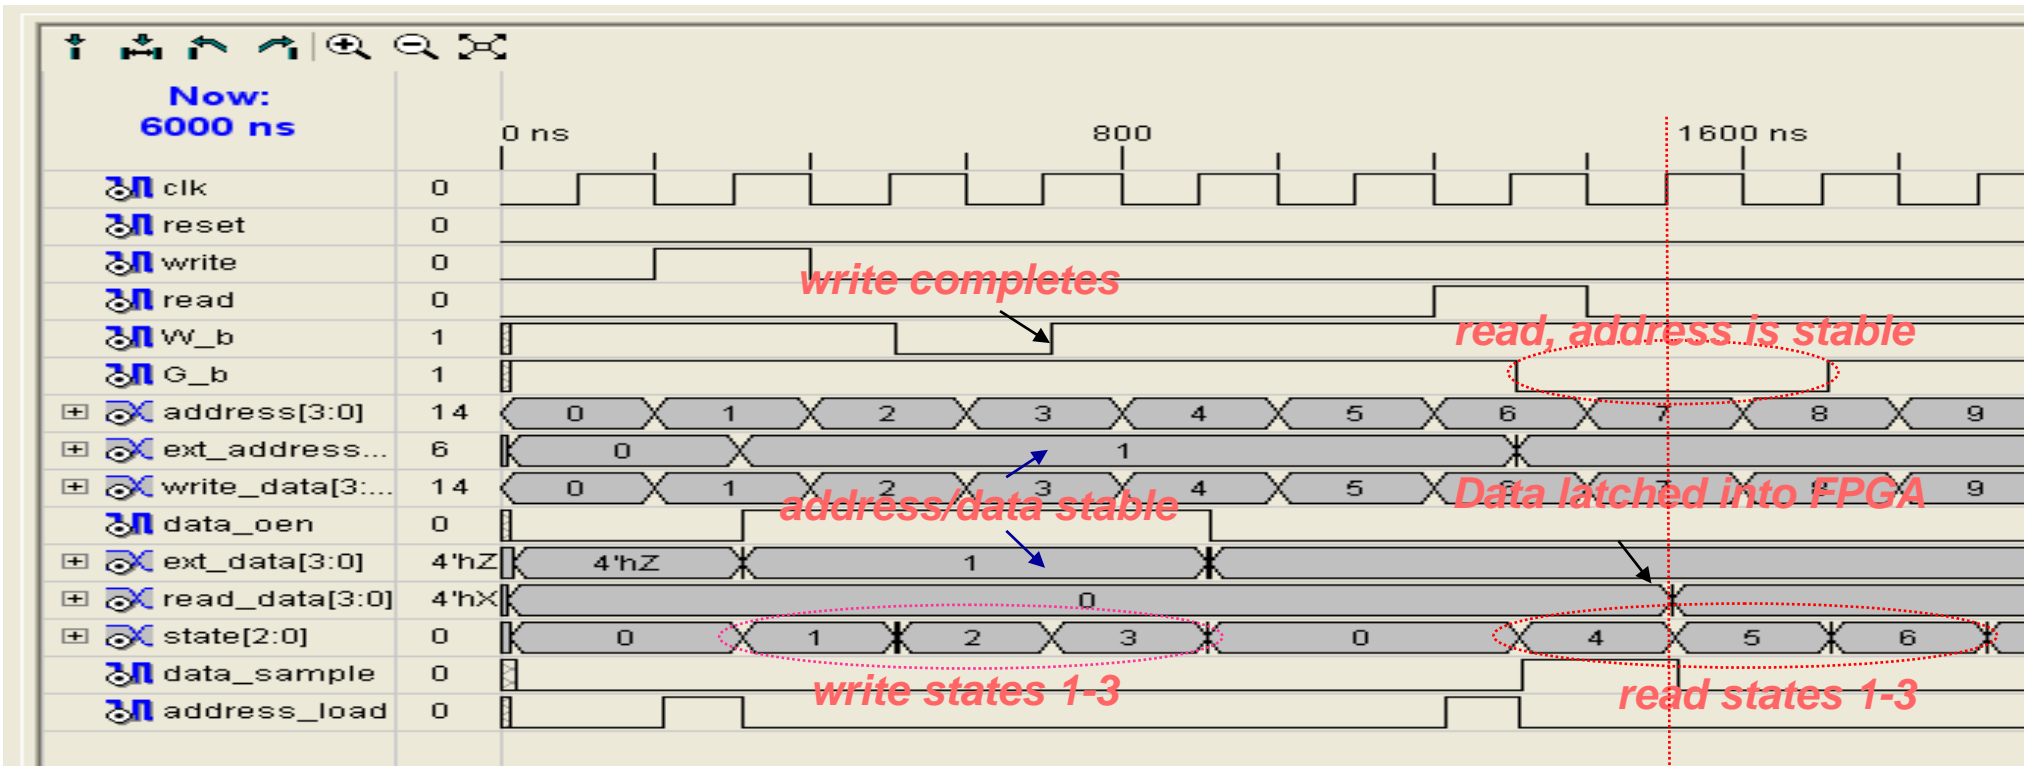 Now:
6000 ns
0 ns 800 1600 ns
clk 0
reset 0
write 0
write completes
read 0
W_b 1
read, address is stable
G_b 1
address[3:0] 14 0 1 2 3 4 5 6 7 8 9
ext_address... 6 0 1
write_data[3:... 14 0 1 2 3 4 5 6 7 8 9
Data latched into FPGA
address/data stable
data_oen 0
ext_data[3:0] 4'hZ 4'hZ 1
read_data[3:0] 4'hX 0
state[2:0] 0 0 1 2 3 0 4 5 6
data_sample 0
write states 1-3
read states 1-3
address_load 0